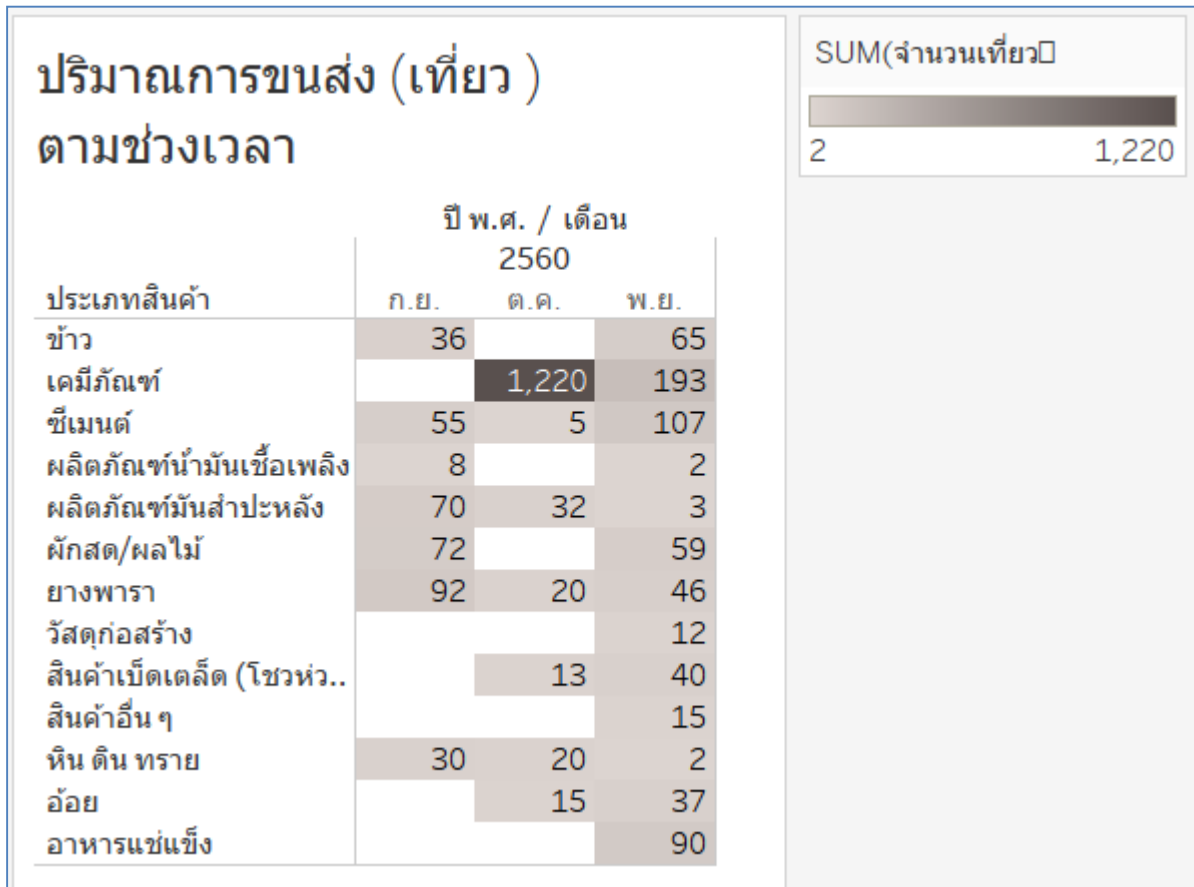 ปริมาณการขนส่ง (เที่ยว )
ตามช่วงเวลา
ปี พ.ศ. / เดือน
2560
ประเภทสินค้า ก.ย. ต.ค. พ.ย.
ข้าว 36 65
เคมีภัณฑ์ 1,220 193
ซีเมนต์ 55 5 107
ผลิตภัณฑ์น้ำมันเชื้อเพลิง 8 2
ผลิตภัณฑ์มันสำปะหลัง 70 32 3
ผักสด/ผลไม้ 72 59
ยางพารา 92 20 46
วัสดุก่อสร้าง 12
สินค้าเบ็ดเตล็ด (โชวห่ว.. 13 40
สินค้าอื่น ๆ 15
หิน ดิน ทราย 30 20 2
อ้อย 15 37
อาหารแช่แข็ง 90
SUM(จำนวนเที่ยว
2 1,220